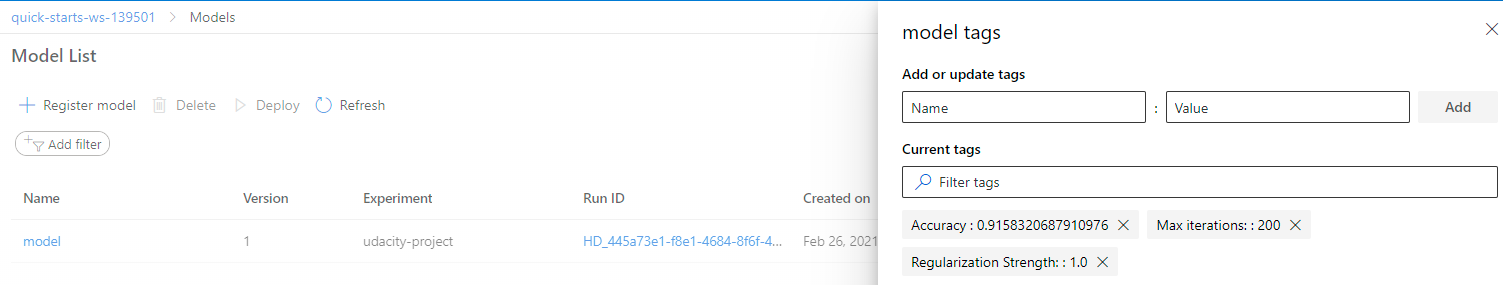 quick-starts-ws-139501 > Models
Model List
Register model Delete Deploy Refresh
Add filter
Name Version Experiment Run ID Created on
model 1 udacity-project HD_445a73e1-f8e1-4684-8f6f-4... Feb 26, 2021
model tags
Add or update tags
Name : Value Add
Current tags
Filter tags
Accuracy : 0.9158320687910976 Max iterations: : 200
Regularization Strength: : 1.0